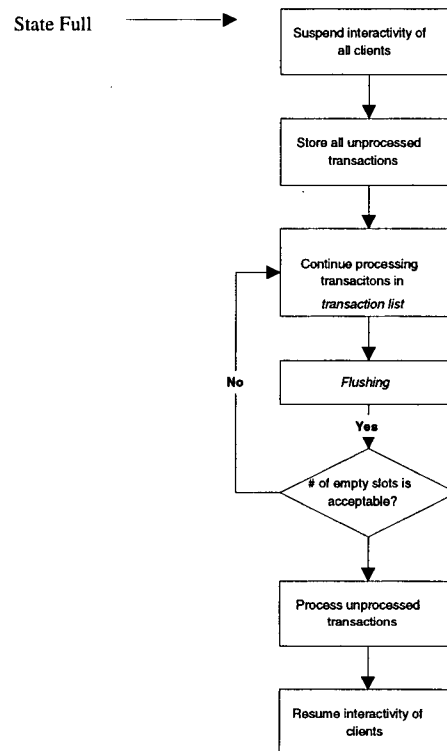 State Full
Suspend interactivity of
all clients
Store all unprocessed
transactions
Continue processing
transacitons in
transaction list
Flushing
No
Yes
# of empty slots is
acceptable?
Process unprocessed
transactions
Resume interactivity of
clients